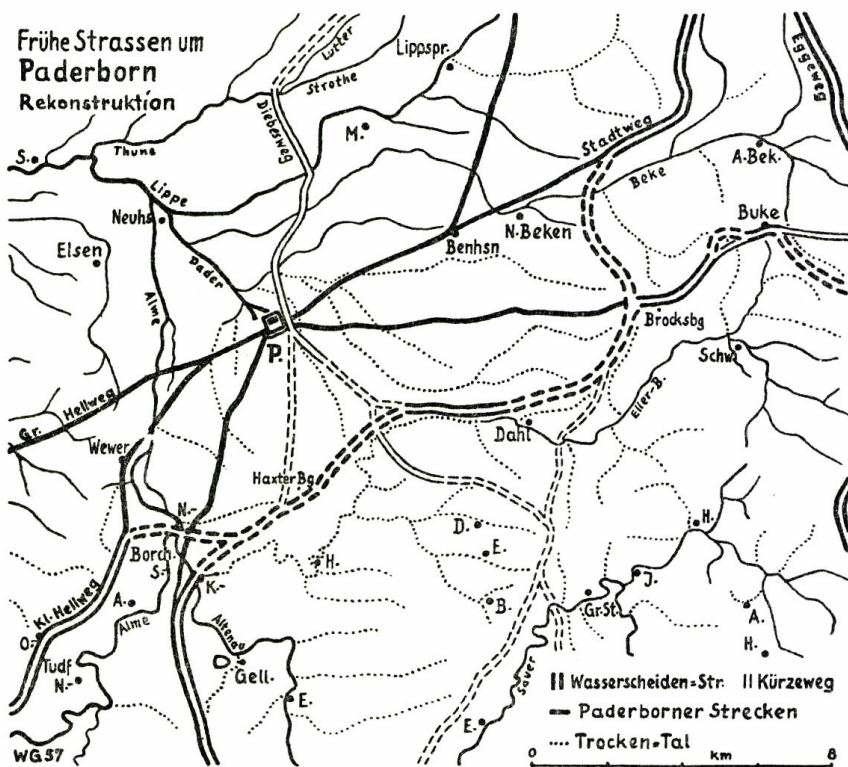 Frühe Strassen um
Paderborn
Rekonstruktion
Lutter
Strothe
Lippspr.
Eggeweg
Diebesweg
M.
Stadtweg
S.
Thune
Beke
A.Bek.
Lippe
Neuhs
N-Beken
Buke
Elsen
Benhsn
Pader
Alme
Brocksbg
P.
Schw.
Gr. Hellweg
Eller-B.
Dahl
Wewer
Haxter Bg
N.-
D.
H.
Borch.
E.
S.-
H.
J.
K.-
Kl. Hellweg
A.
B.
Gr.St.
A.
O.-
Alme
Altenau
H.
Tudf
N.-
Gell.
Sauer
E.
E.
Wasserscheiden=Str. Kürzeweg
Paderborner Strecken
Trocken=Tal
WG57
0 km 8